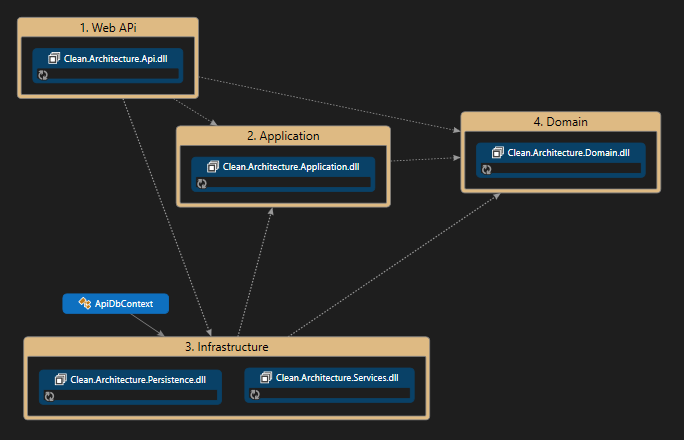 1. Web APi
Clean.Architecture.Api.dll
2. Application
Clean.Architecture.Application.dll
4. Domain
Clean.Architecture.Domain.dll
ApiDbContext
3. Infrastructure
Clean.Architecture.Persistence.dll
Clean.Architecture.Services.dll